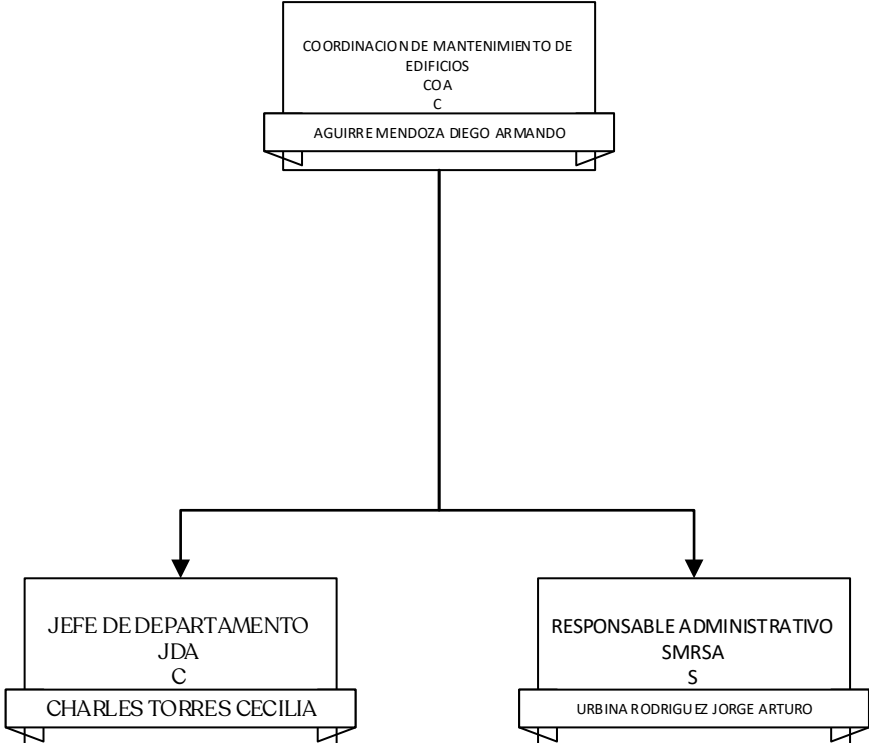 COORDINACION DE MANTENIMIENTO DE
EDIFICIOS
COA
C
AGUIRRE MENDOZA DIEGO ARMANDO
JEFE DE DEPARTAMENTO
JDA
C
CHARLES TORRES CECILIA
RESPONSABLE ADMINISTRATIVO
SMRSA
S
URBINA RODRIGUEZ JORGE ARTURO